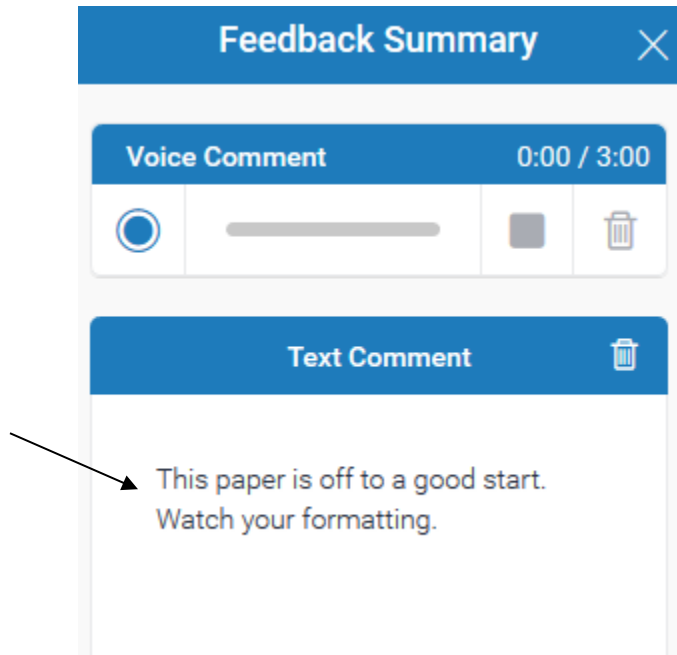 Feedback Summary
Voice Comment 0:00 / 3:00
Text Comment
This paper is off to a good start.
Watch your formatting.